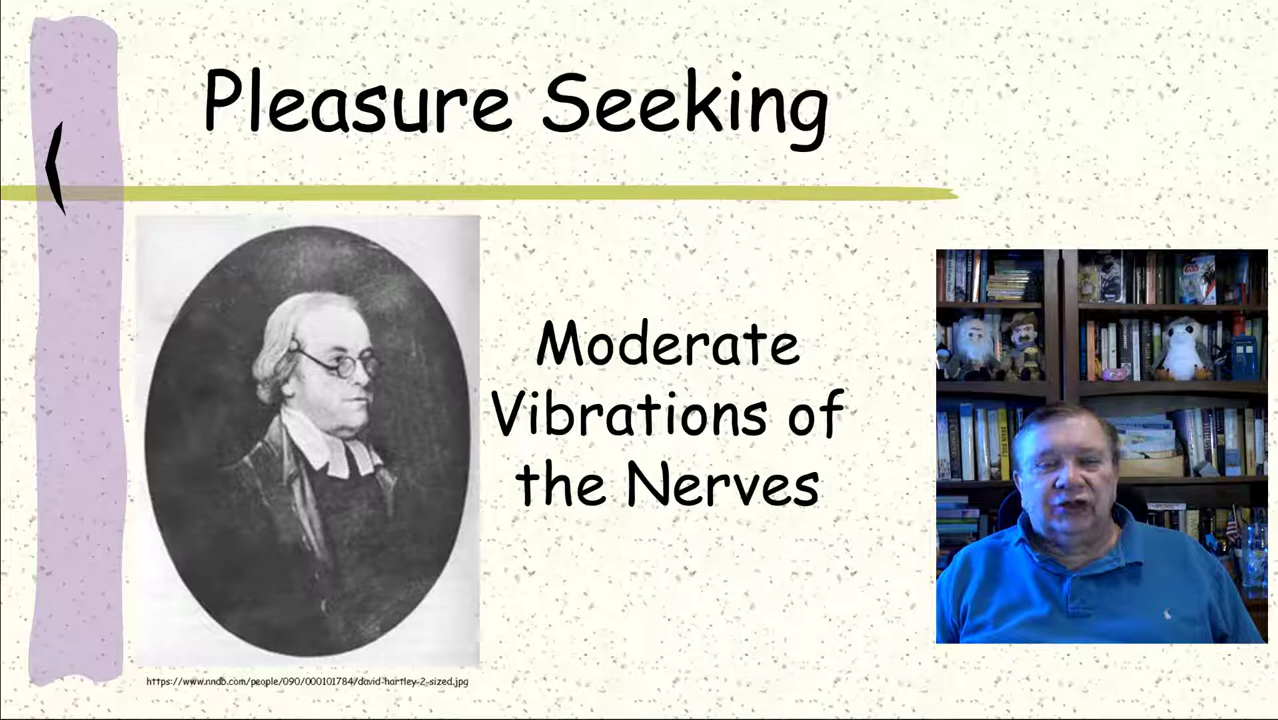 Pleasure Seeking
Moderate
Vibrations of
the Nerves
https://www.nndb.com/people/090/000101784/david-hartley-2-sized.jpg